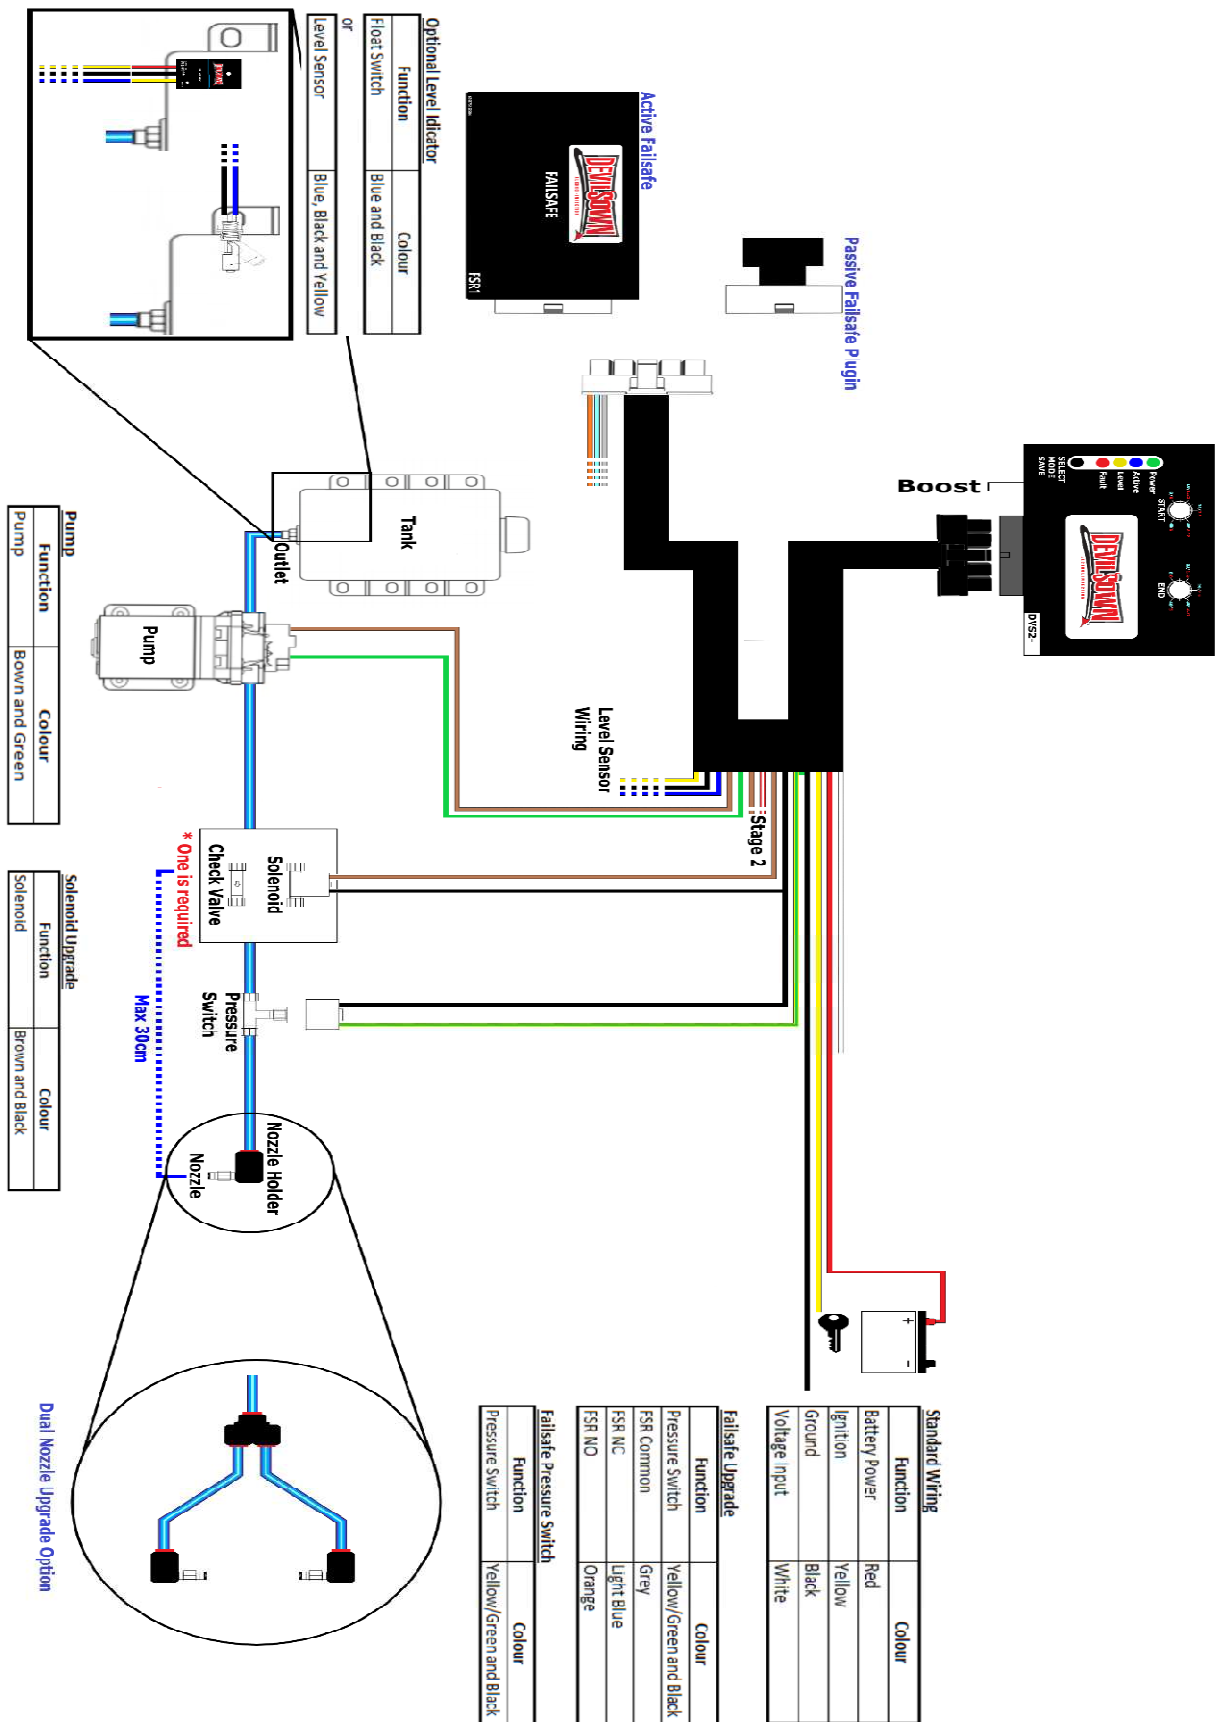 Optional Level Idicator
Function Colour
Float Switch Blue and Black
or
Level Sensor Blue, Black and Yellow
Active Failsafe
DEVILSOWN
FAILSAFE
FSR1
Passive Failsafe Plugin
Boost
SELECT
MODE
SAVE
Power
Active
Level
Fault
START
END
DEVILSOWN
DVS2-
Tank
Outlet
Pump
Level Sensor
Wiring
Stage 2
Solenoid
Check Valve
* One is required
Max 30cm
Pressure
Switch
Nozzle Holder
Nozzle
+ -
Pump
Function Colour
Pump Bown and Green
Solenoid Upgrade
Function Colour
Solenoid Brown and Black
Standard Wiring
Function Colour
Battery Power Red
Ignition Yellow
Ground Black
Voltage Input White
Failsafe Upgrade
Function Colour
Pressure Switch Yellow/Green and Black
FSR Common Grey
FSR NC Light Blue
FSR NO Orange
Failsafe Pressure Switch
Function Colour
Pressure Switch Yellow/Green and Black
Dual Nozzle Upgrade Option